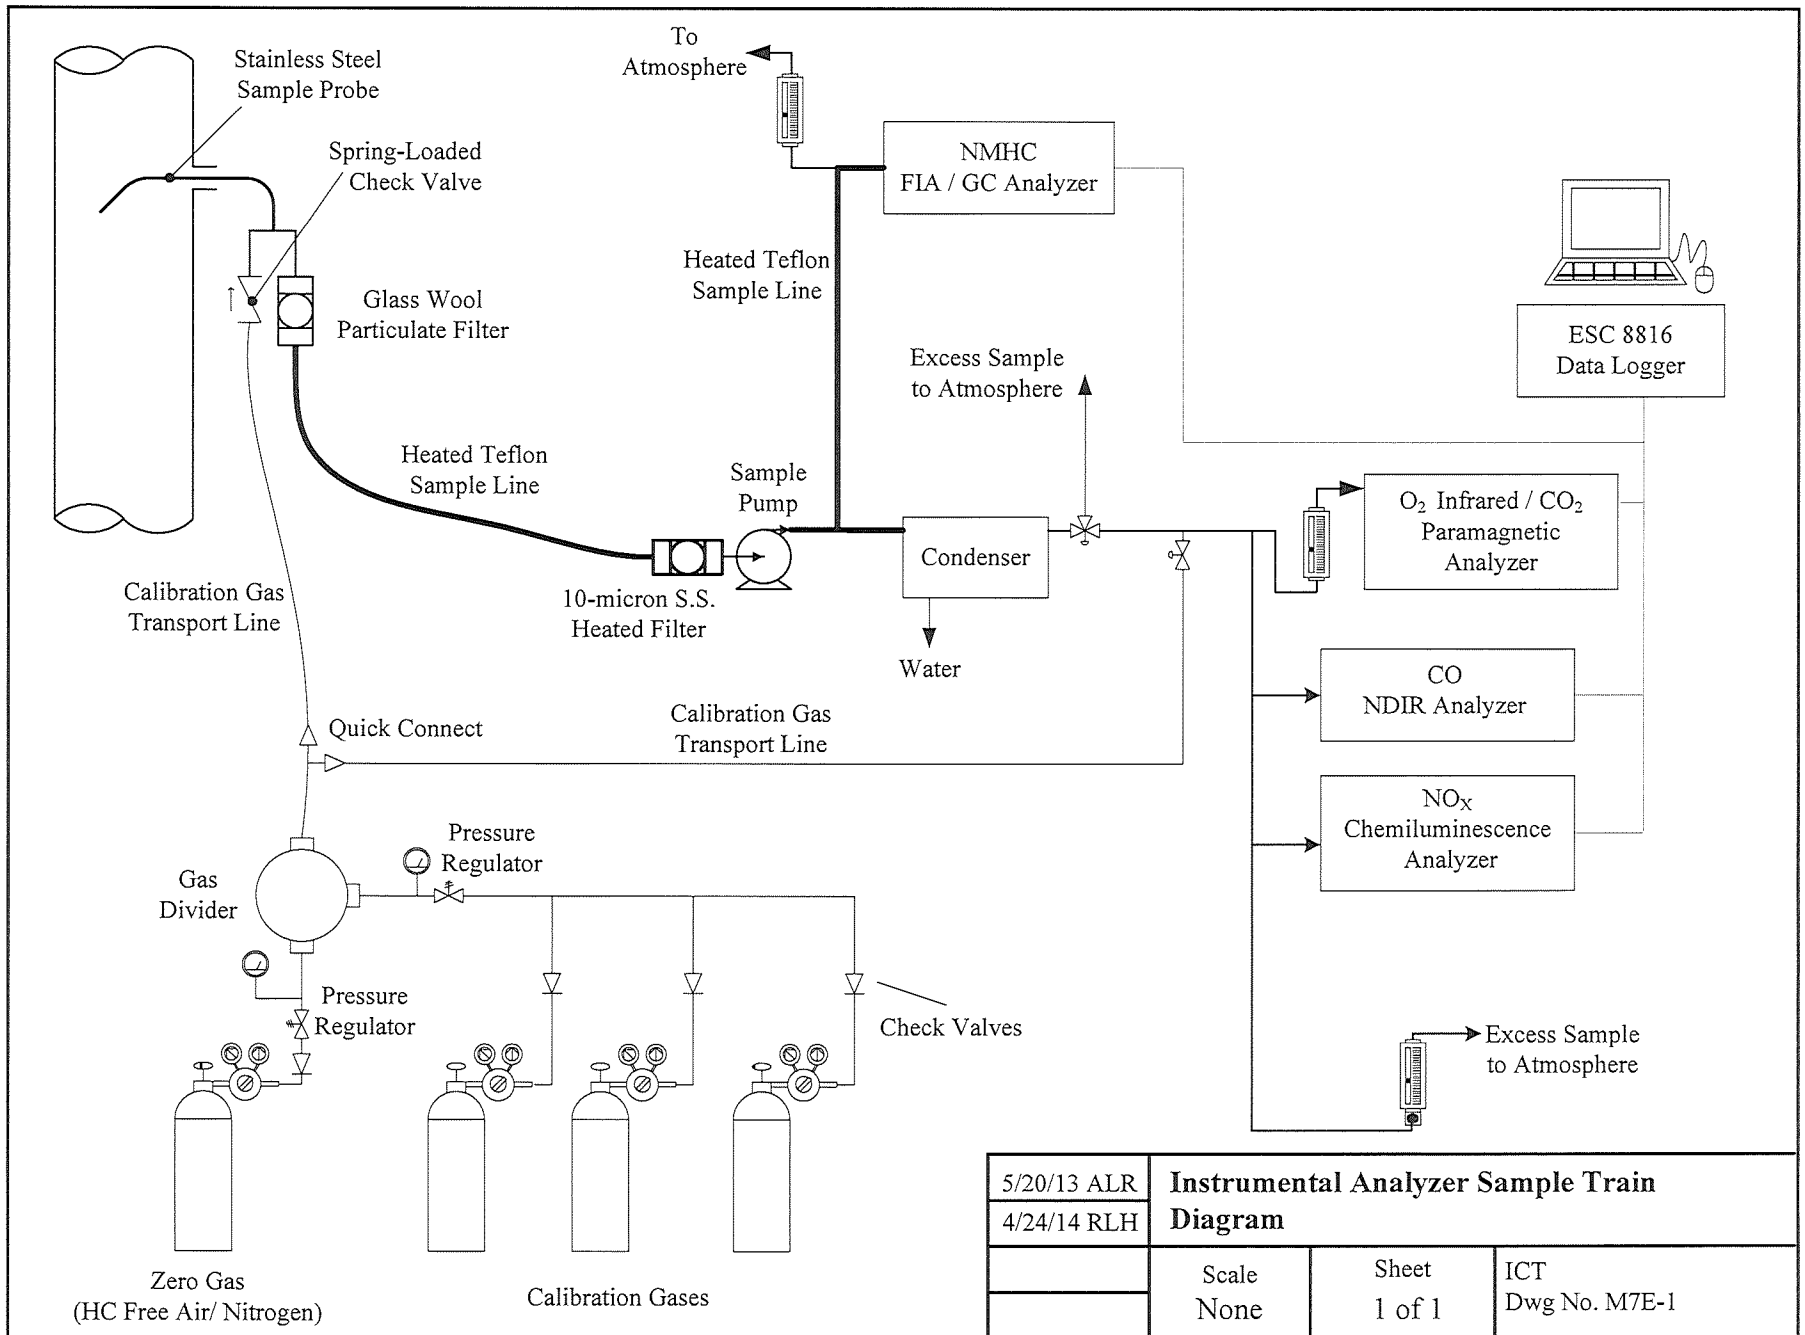 Stainless Steel
Sample Probe
Spring-Loaded
Check Valve
Glass Wool
Particulate Filter
Heated Teflon
Sample Line
Calibration Gas
Transport Line
10-micron S.S.
Heated Filter
Sample
Pump
To
Atmosphere
NMHC
FIA / GC Analyzer
Heated Teflon
Sample Line
Excess Sample
to Atmosphere
Condenser
Water
ESC 8816
Data Logger
O₂ Infrared / CO₂
Paramagnetic
Analyzer
CO
NDIR Analyzer
NOX
Chemiluminescence
Analyzer
Quick Connect
Calibration Gas
Transport Line
Gas
Divider
Pressure
Regulator
Pressure
Regulator
Check Valves
Excess Sample
to Atmosphere
Zero Gas
(HC Free Air/ Nitrogen)
Calibration Gases
5/20/13 ALR
4/24/14 RLH
Instrumental Analyzer Sample Train
Diagram
Scale
None
Sheet
1 of 1
ICT
Dwg No. M7E-1